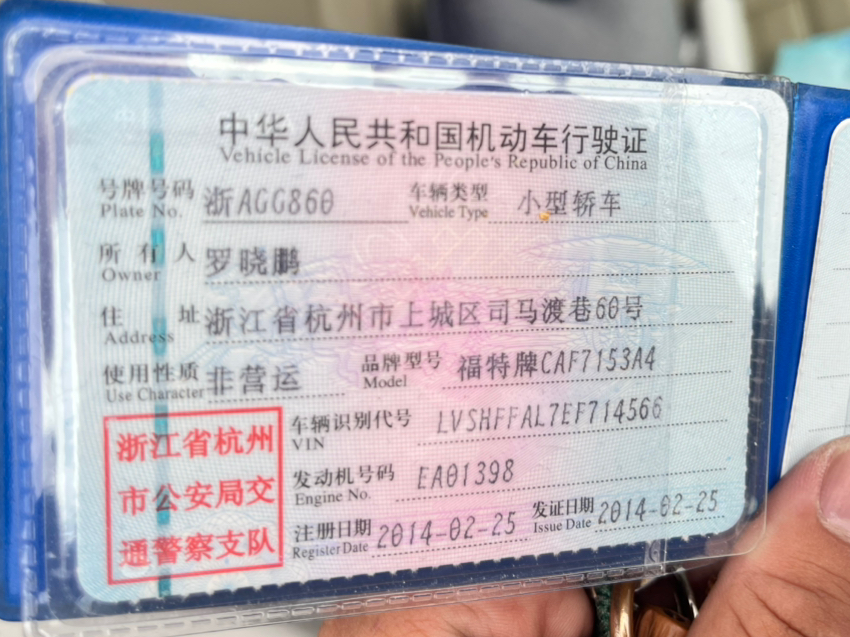 中华人民共和国机动车行驶证
Vehicle License of the People's Republic of China
号牌号码 浙AGG860 车辆类型 小型轿车
Plate No. Vehicle Type
所有人 罗晓鹏
Owner
住址 浙江省杭州市上城区司马渡巷60号
Address
使用性质 非营运 品牌型号 福特牌CAF7153A4
Use Character Model
浙江省杭州
市公安局交
通警察支队
车辆识别代号 LVSHFFAL7EF714566
VIN
发动机号码 EA01398
Engine No.
注册日期 2014-02-25 发证日期 2014-02-25
Register Date Issue Date